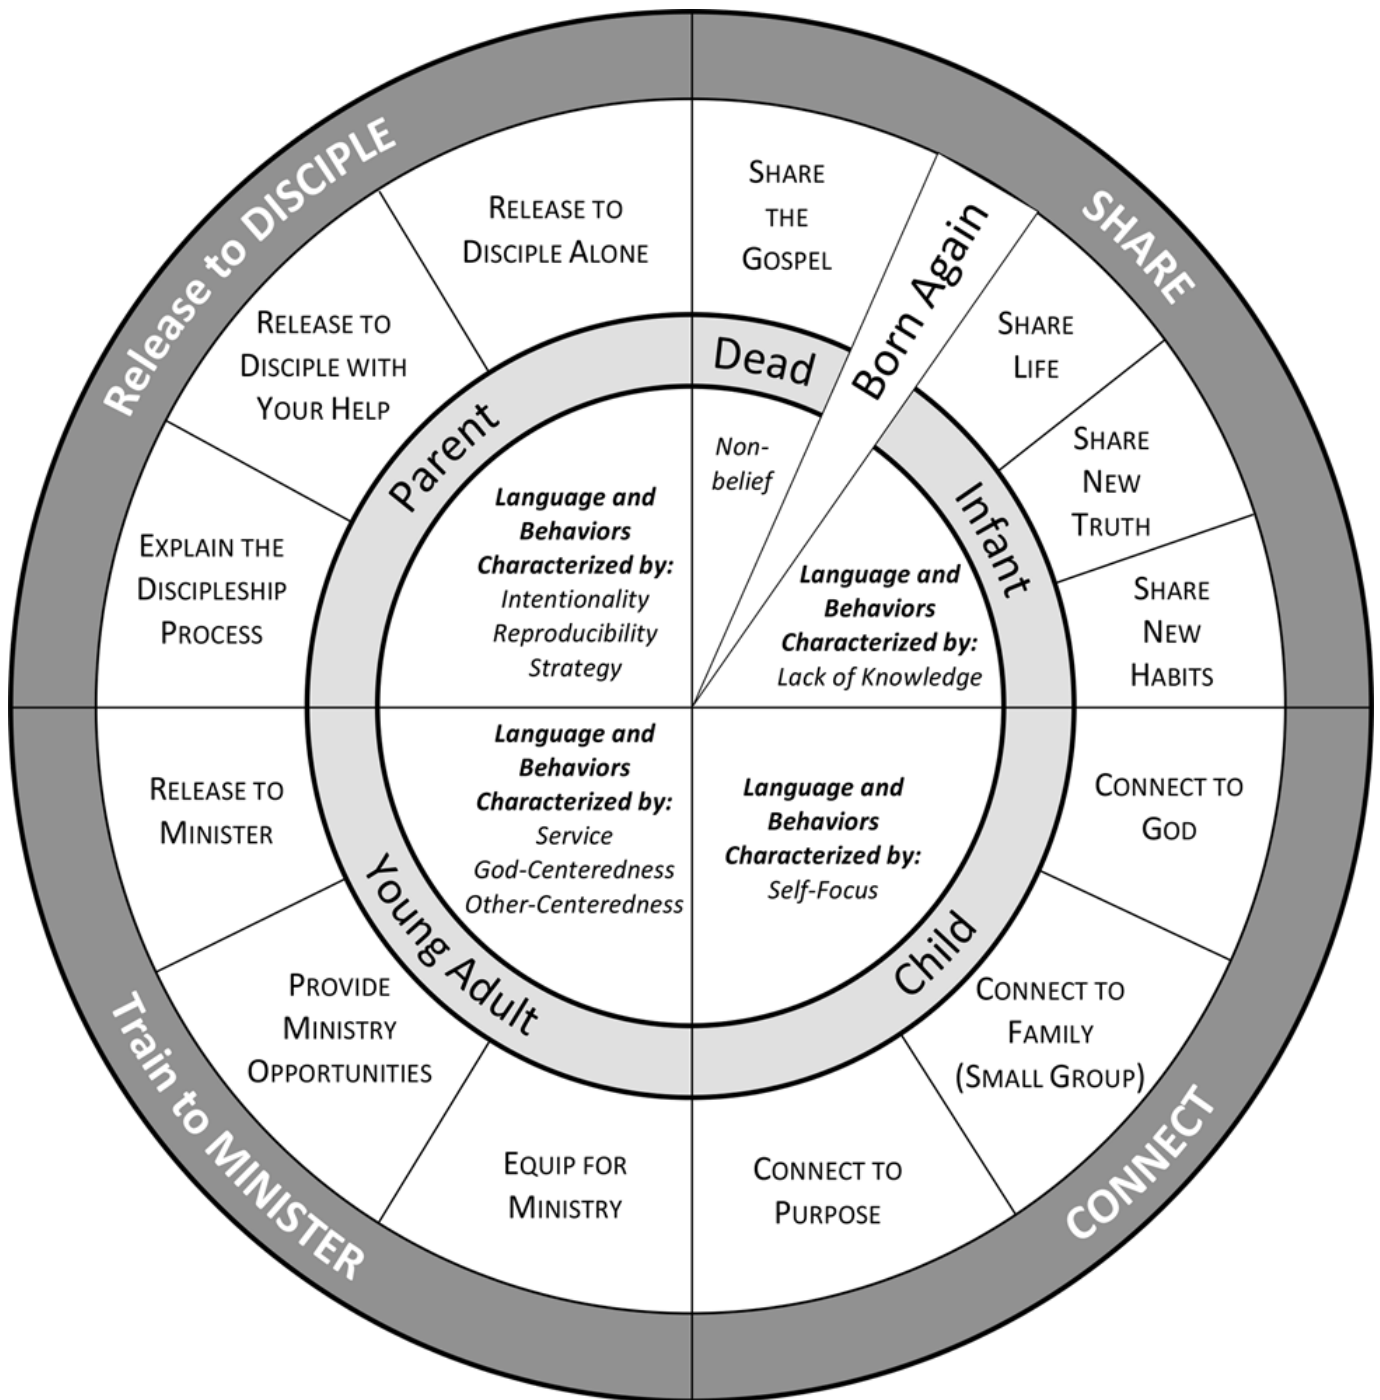 SHARE
SHARE
THE
GOSPEL
Dead
Non-
belief
Born Again
SHARE
LIFE
SHARE
NEW
TRUTH
SHARE
NEW
HABITS
Infant
Language and
Behaviors
Characterized by:
Lack of Knowledge
CONNECT
CONNECT TO
GOD
CONNECT TO
FAMILY
(SMALL GROUP)
CONNECT TO
PURPOSE
Child
Language and
Behaviors
Characterized by:
Self-Focus
Train to MINISTER
EQUIP FOR
MINISTRY
PROVIDE
MINISTRY
OPPORTUNITIES
RELEASE TO
MINISTER
Young Adult
Language and
Behaviors
Characterized by:
Service
God-Centeredness
Other-Centeredness
Release to DISCIPLE
EXPLAIN THE
DISCIPLESHIP
PROCESS
RELEASE TO
DISCIPLE WITH
YOUR HELP
RELEASE TO
DISCIPLE ALONE
Parent
Language and
Behaviors
Characterized by:
Intentionality
Reproducibility
Strategy